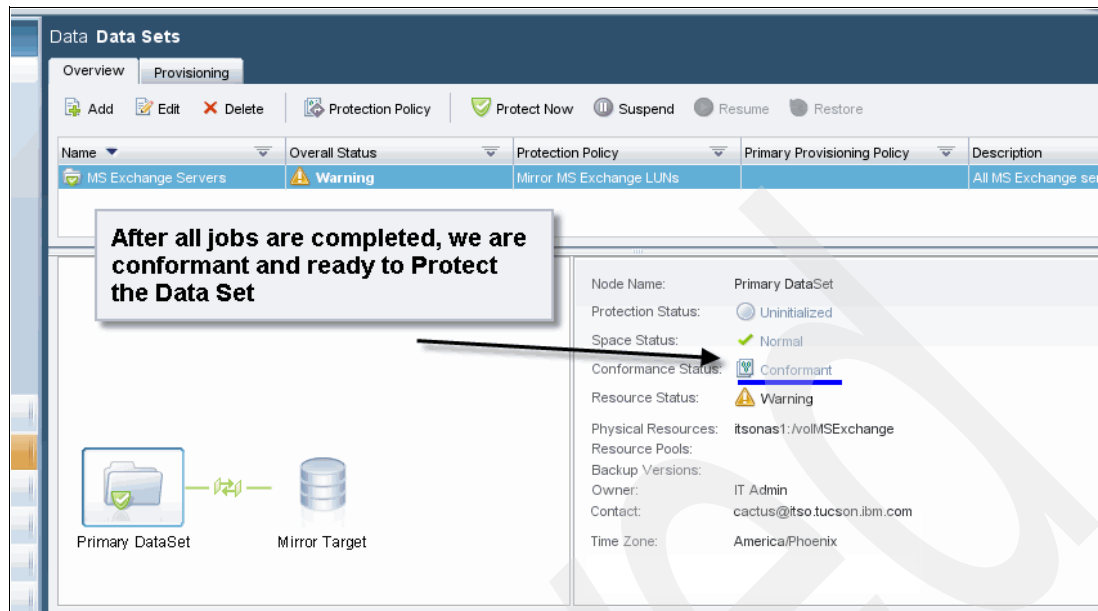 Data Data Sets
Overview Provisioning
Add Edit Delete Protection Policy Protect Now Suspend Resume Restore
Name Overall Status Protection Policy Primary Provisioning Policy Description
MS Exchange Servers Warning Mirror MS Exchange LUNs All MS Exchange ser
After all jobs are completed, we are
conformant and ready to Protect
the Data Set
Node Name: Primary DataSet
Protection Status: Uninitialized
Space Status: Normal
Conformance Status: Conformant
Resource Status: Warning
Physical Resources: itsonas1:/volMSExchange
Resource Pools:
Backup Versions:
Owner: IT Admin
Contact: cactus@itso.tucson.ibm.com
Time Zone: America/Phoenix
Primary DataSet Mirror Target